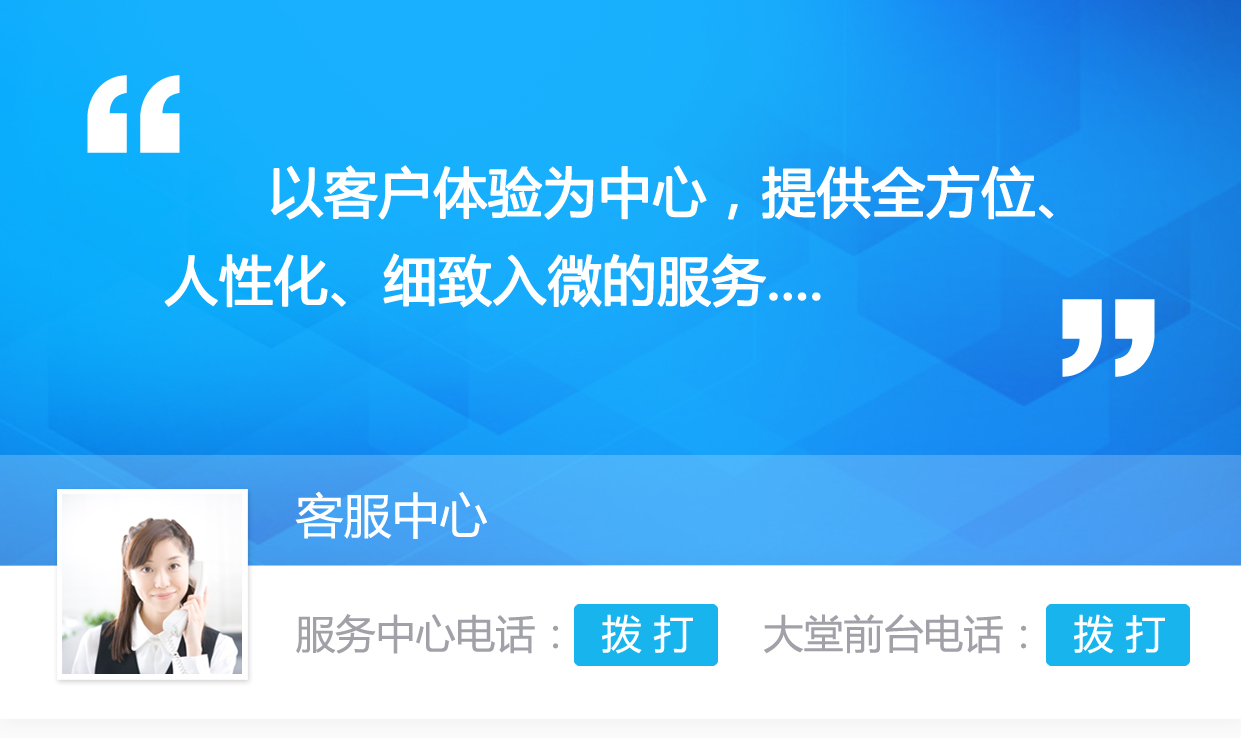 “
以客户体验为中心，提供全方位、
人性化、细致入微的服务....
”
客服中心
服务中心电话：拨打 大堂前台电话：拨打